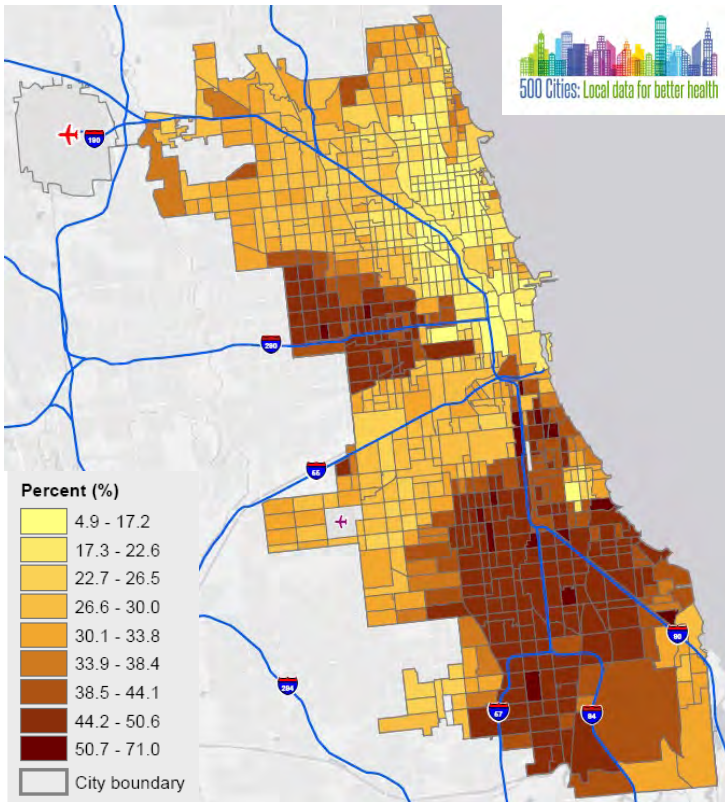 500 Cities: Local data for better health
190
290
55
Percent (%)
4.9 - 17.2
17.3 - 22.6
22.7 - 26.5
26.6 - 30.0
30.1 - 33.8
33.9 - 38.4
38.5 - 44.1
44.2 - 50.6
50.7 - 71.0
City boundary
90
294
57
94